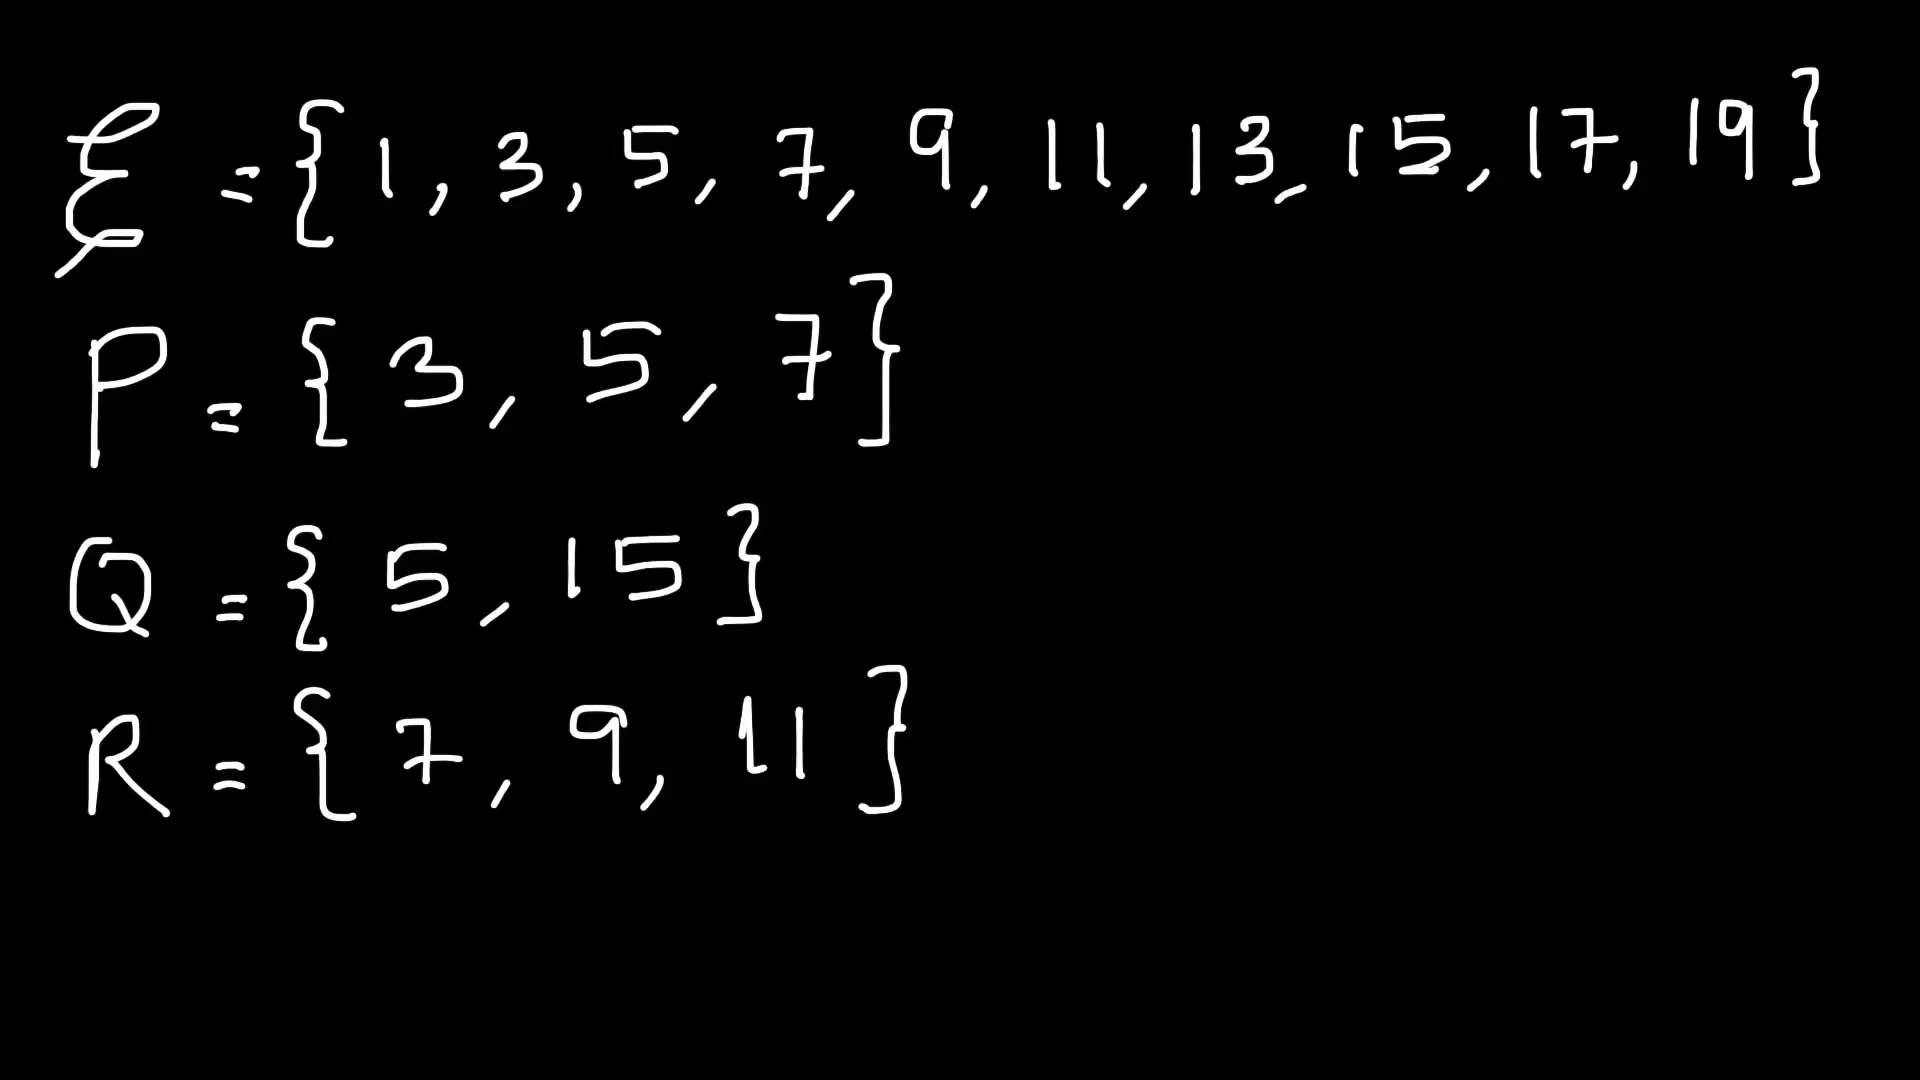 ξ = {1, 3, 5, 7, 9, 11, 13, 15, 17, 19}
P = {3, 5, 7}
Q = {5, 15}
R = {7, 9, 11}